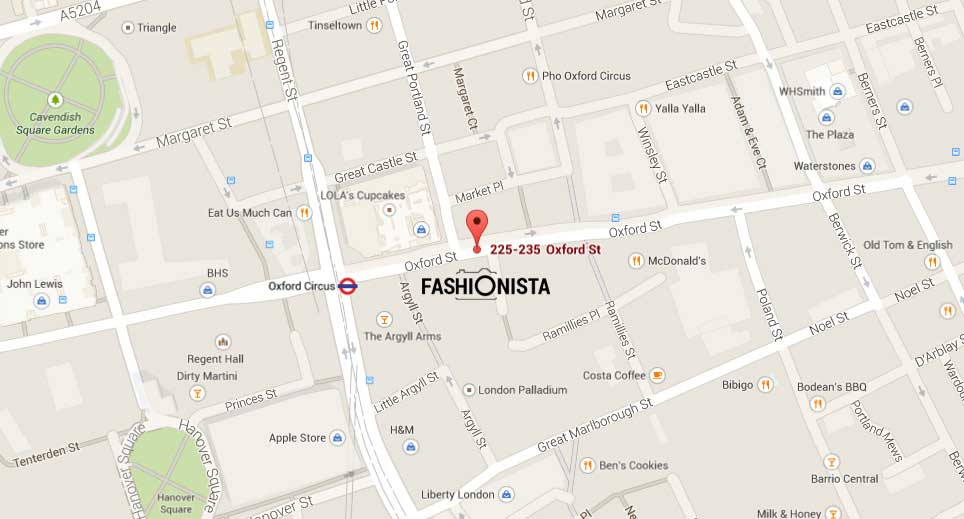 A5204
Triangle
Tinseltown
Regent St
Great Portland St
Margaret St
Eastcastle St
Berners Pl
Cavendish
Square Gardens
Margaret St
Margaret Ct
Pho Oxford Circus
Eastcastle St
Yalla Yalla
WHSmith
The Plaza
Berners St
Adam & Eve Ct
Winsley St
Great Castle St
Market Pl
Waterstones
LOLA's Cupcakes
Eat Us Much Can
Oxford St
Oxford St
225-235 Oxford St
Oxford St
BHS
Oxford Circus
John Lewis
FASHIONISTA
McDonald's
Old Tom & English
Berwick St
Argyll St
The Argyll Arms
Ramillies Pl
Ramillies St
Poland St
Noel St
Noel St
D'Arblay St
Regent Hall
Dirty Martini
Princes St
Little Argyll St
London Palladium
Costa Coffee
Bibigo
Bodean's BBQ
Great Marlborough St
Argyll St
Portland Mews
Hanover Square
Hanover Square
Tenterden St
Apple Store
H&M
Ben's Cookies
Barrio Central
Hanover
Square
Hanover St
Liberty London
Milk & Honey